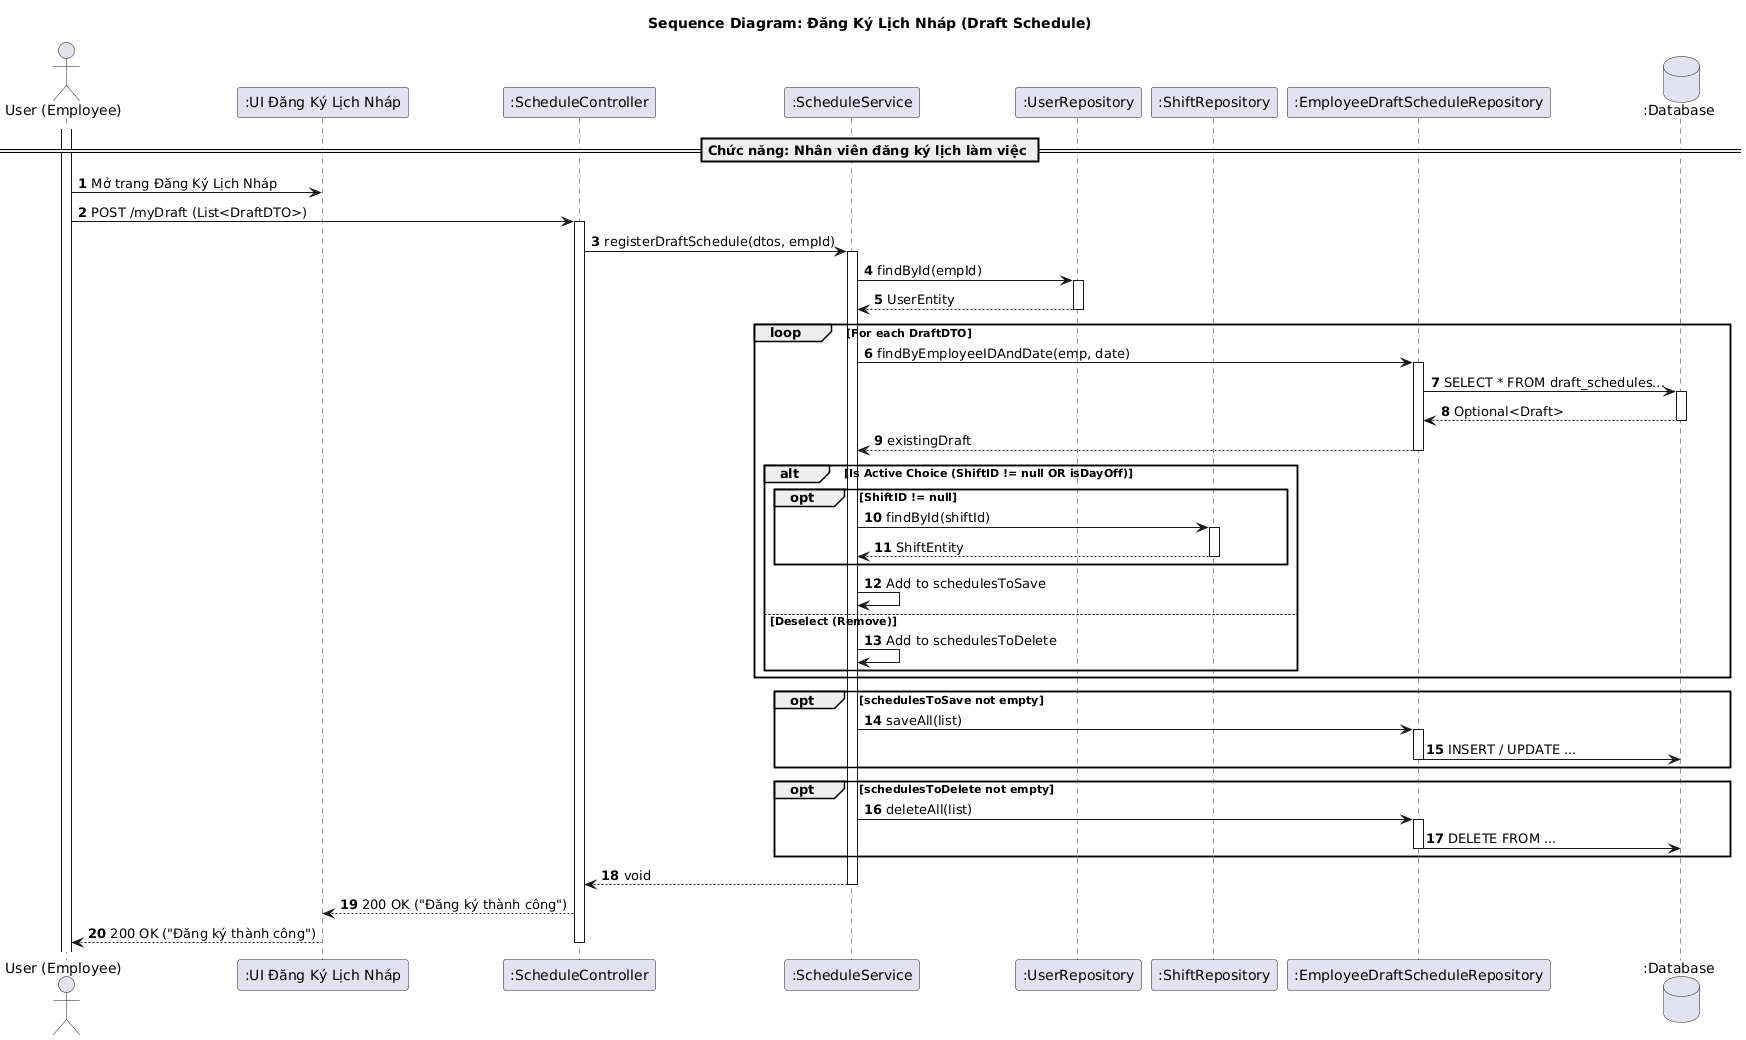 Sequence Diagram: Đăng Ký Lịch Nháp (Draft Schedule)
User (Employee)
:UI Đăng Ký Lịch Nháp
:ScheduleController
:ScheduleService
:UserRepository
:ShiftRepository
:EmployeeDraftScheduleRepository
:Database
Chức năng: Nhân viên đăng ký lịch làm việc
1 Mở trang Đăng Ký Lịch Nháp
2 POST /myDraft (List<DraftDTO>)
3 registerDraftSchedule(dtos, empId)
4 findById(empId)
5 UserEntity
loop [For each DraftDTO]
6 findByEmployeeIDAndDate(emp, date)
7 SELECT * FROM draft_schedules...
8 Optional<Draft>
9 existingDraft
alt [Is Active Choice (ShiftID != null OR isDayOff)]
opt [ShiftID != null]
10 findById(shiftId)
11 ShiftEntity
12 Add to schedulesToSave
[Deselect (Remove)]
13 Add to schedulesToDelete
opt [schedulesToSave not empty]
14 saveAll(list)
15 INSERT / UPDATE ...
opt [schedulesToDelete not empty]
16 deleteAll(list)
17 DELETE FROM ...
18 void
19 200 OK ("Đăng ký thành công")
20 200 OK ("Đăng ký thành công")
User (Employee)
:UI Đăng Ký Lịch Nháp
:ScheduleController
:ScheduleService
:UserRepository
:ShiftRepository
:EmployeeDraftScheduleRepository
:Database